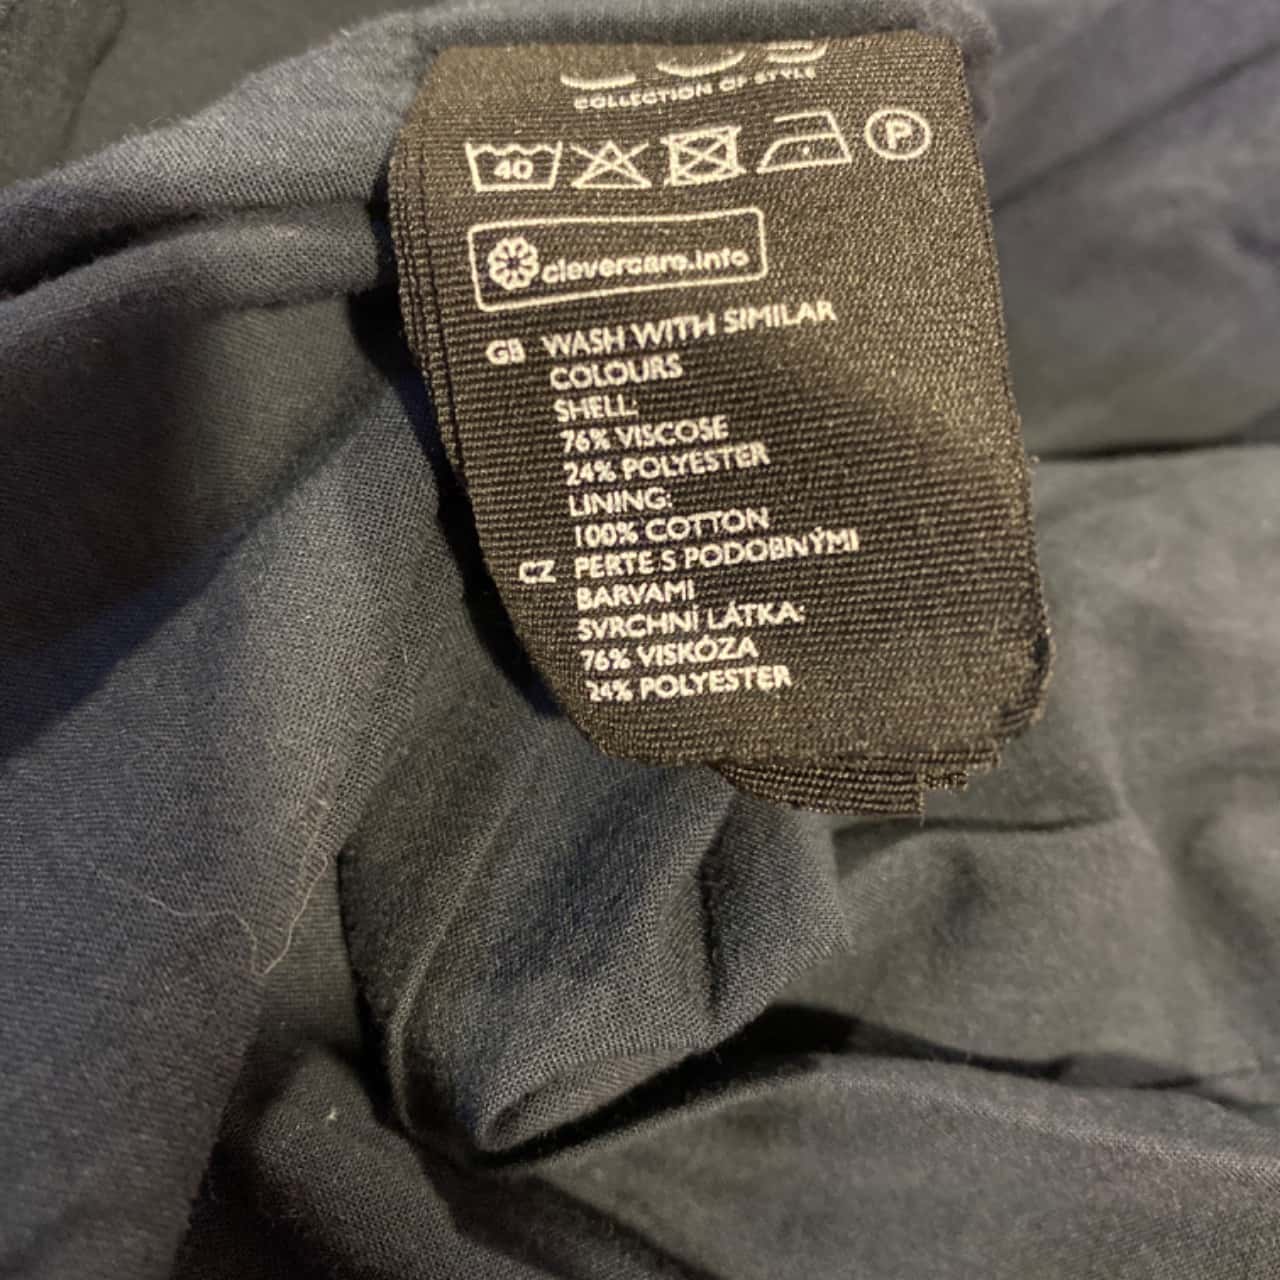 COLLECTION OF STYLE
40 P
clevercare.info
GB WASH WITH SIMILAR
COLOURS
SHELL:
76% VISCOSE
24% POLYESTER
LINING:
100% COTTON
CZ PERTE S PODOBNÝMI
BARVAMI
SVRCHNÍ LÁTKA:
76% VISKÓZA
24% POLYESTER